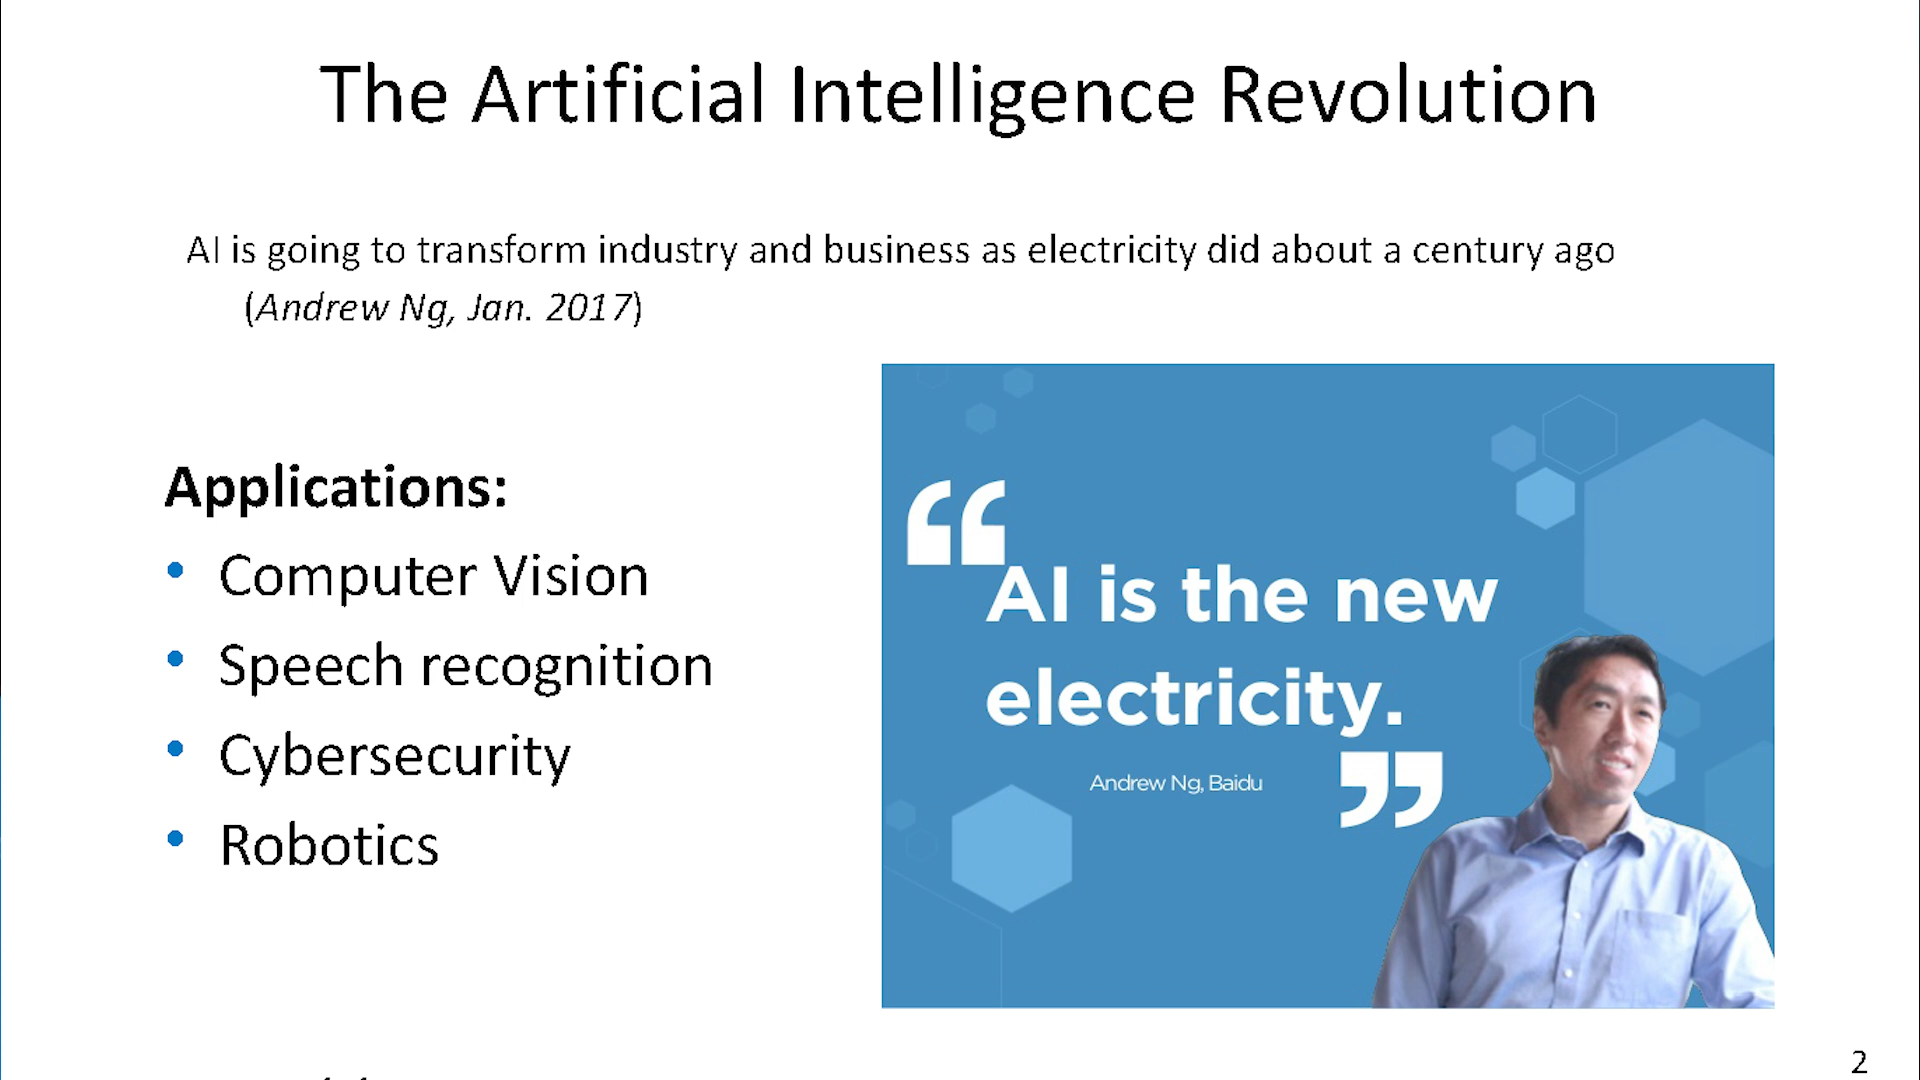 The Artificial Intelligence Revolution
AI is going to transform industry and business as electricity did about a century ago
(Andrew Ng, Jan. 2017)
Applications:
• Computer Vision
• Speech recognition
• Cybersecurity
• Robotics
“AI is the new
electricity.”
Andrew Ng, Baidu
2